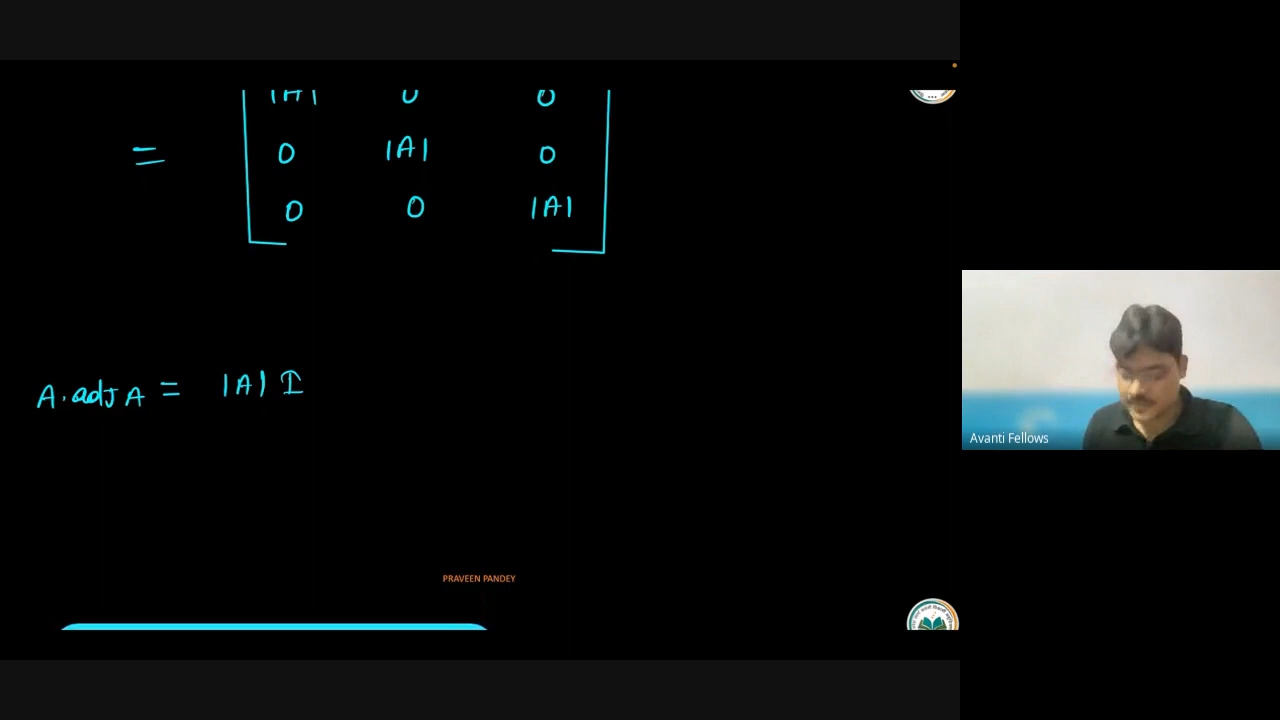 |A| 0 0
= 0 |A| 0
0 0 |A|
A.adj A = |A| I
Avanti Fellows
PRAVEEN PANDEY